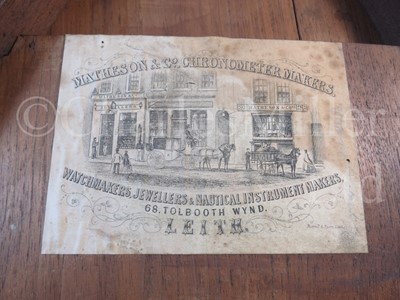 MATHESON & Co. CHRONOMETER MAKERS,
WATCHMAKERS, JEWELLERS & NAUTICAL INSTRUMENT MAKERS,
68, TOLBOOTH WYND,
LEITH.